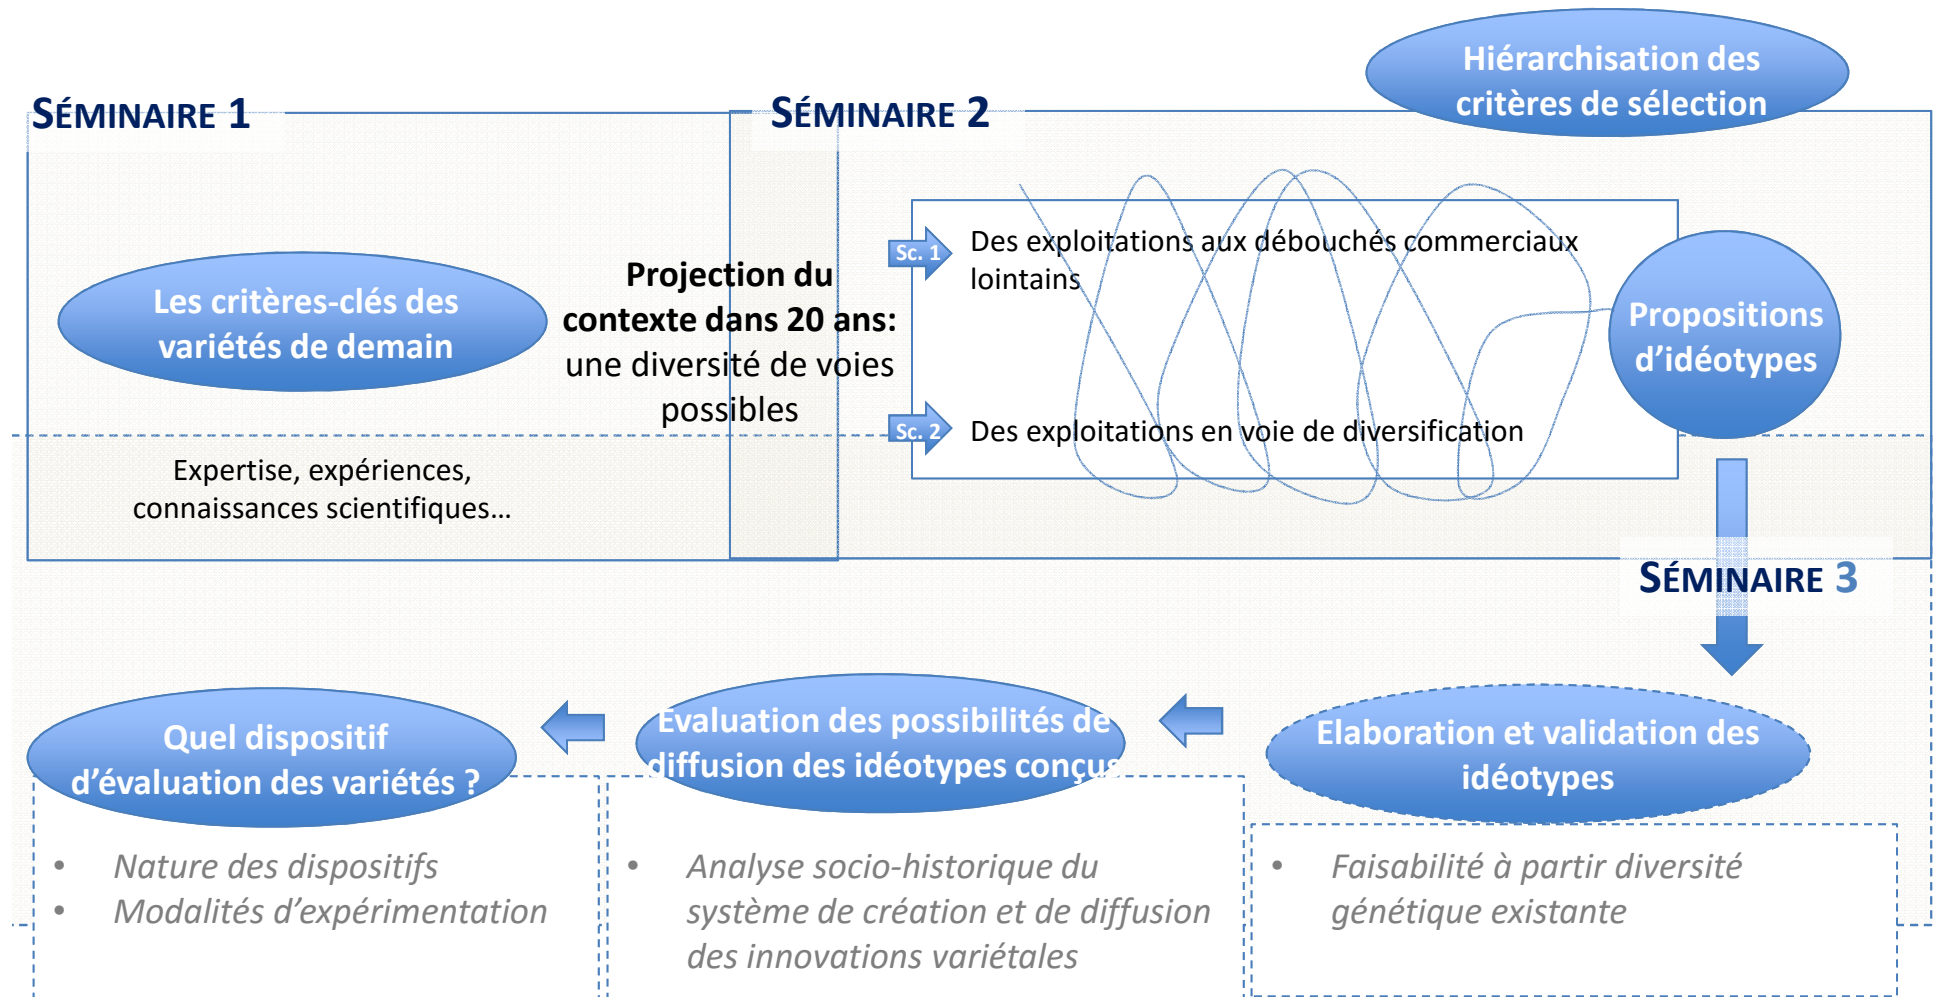 Hiérarchisation des
critères de sélection
SÉMINAIRE 1
SÉMINAIRE 2
Les critères-clés des
variétés de demain
Expertise, expériences,
connaissances scientifiques…
Projection du
contexte dans 20 ans:
une diversité de voies
possibles
Sc. 1
Des exploitations aux débouchés commerciaux
lointains
Sc. 2
Des exploitations en voie de diversification
Propositions
d’idéotypes
SÉMINAIRE 3
Quel dispositif
d’évaluation des variétés ?
• Nature des dispositifs
• Modalités d’expérimentation
Evaluation des possibilités de
diffusion des idéotypes conçus
• Analyse socio-historique du
système de création et de diffusion
des innovations variétales
Elaboration et validation des
idéotypes
• Faisabilité à partir diversité
génétique existante